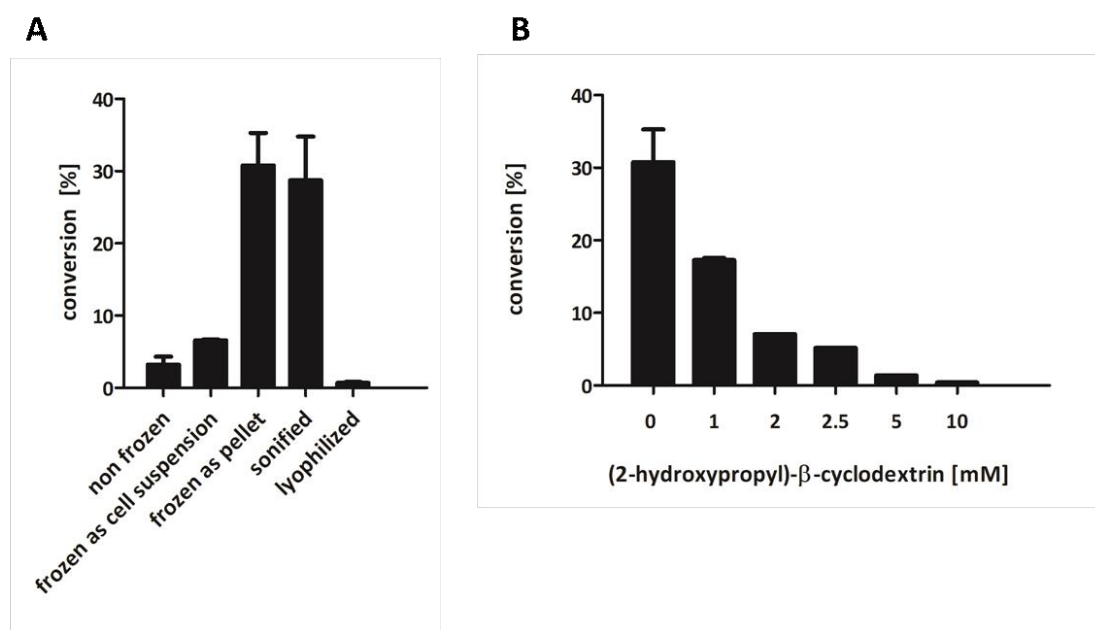 A
B
40
30
20
10
0
conversion [%]
non frozen
frozen as cell suspension
frozen as pellet
sonified
lyophilized
40
30
20
10
0
conversion [%]
0 1 2 2.5 5 10
(2-hydroxypropyl)-β-cyclodextrin [mM]